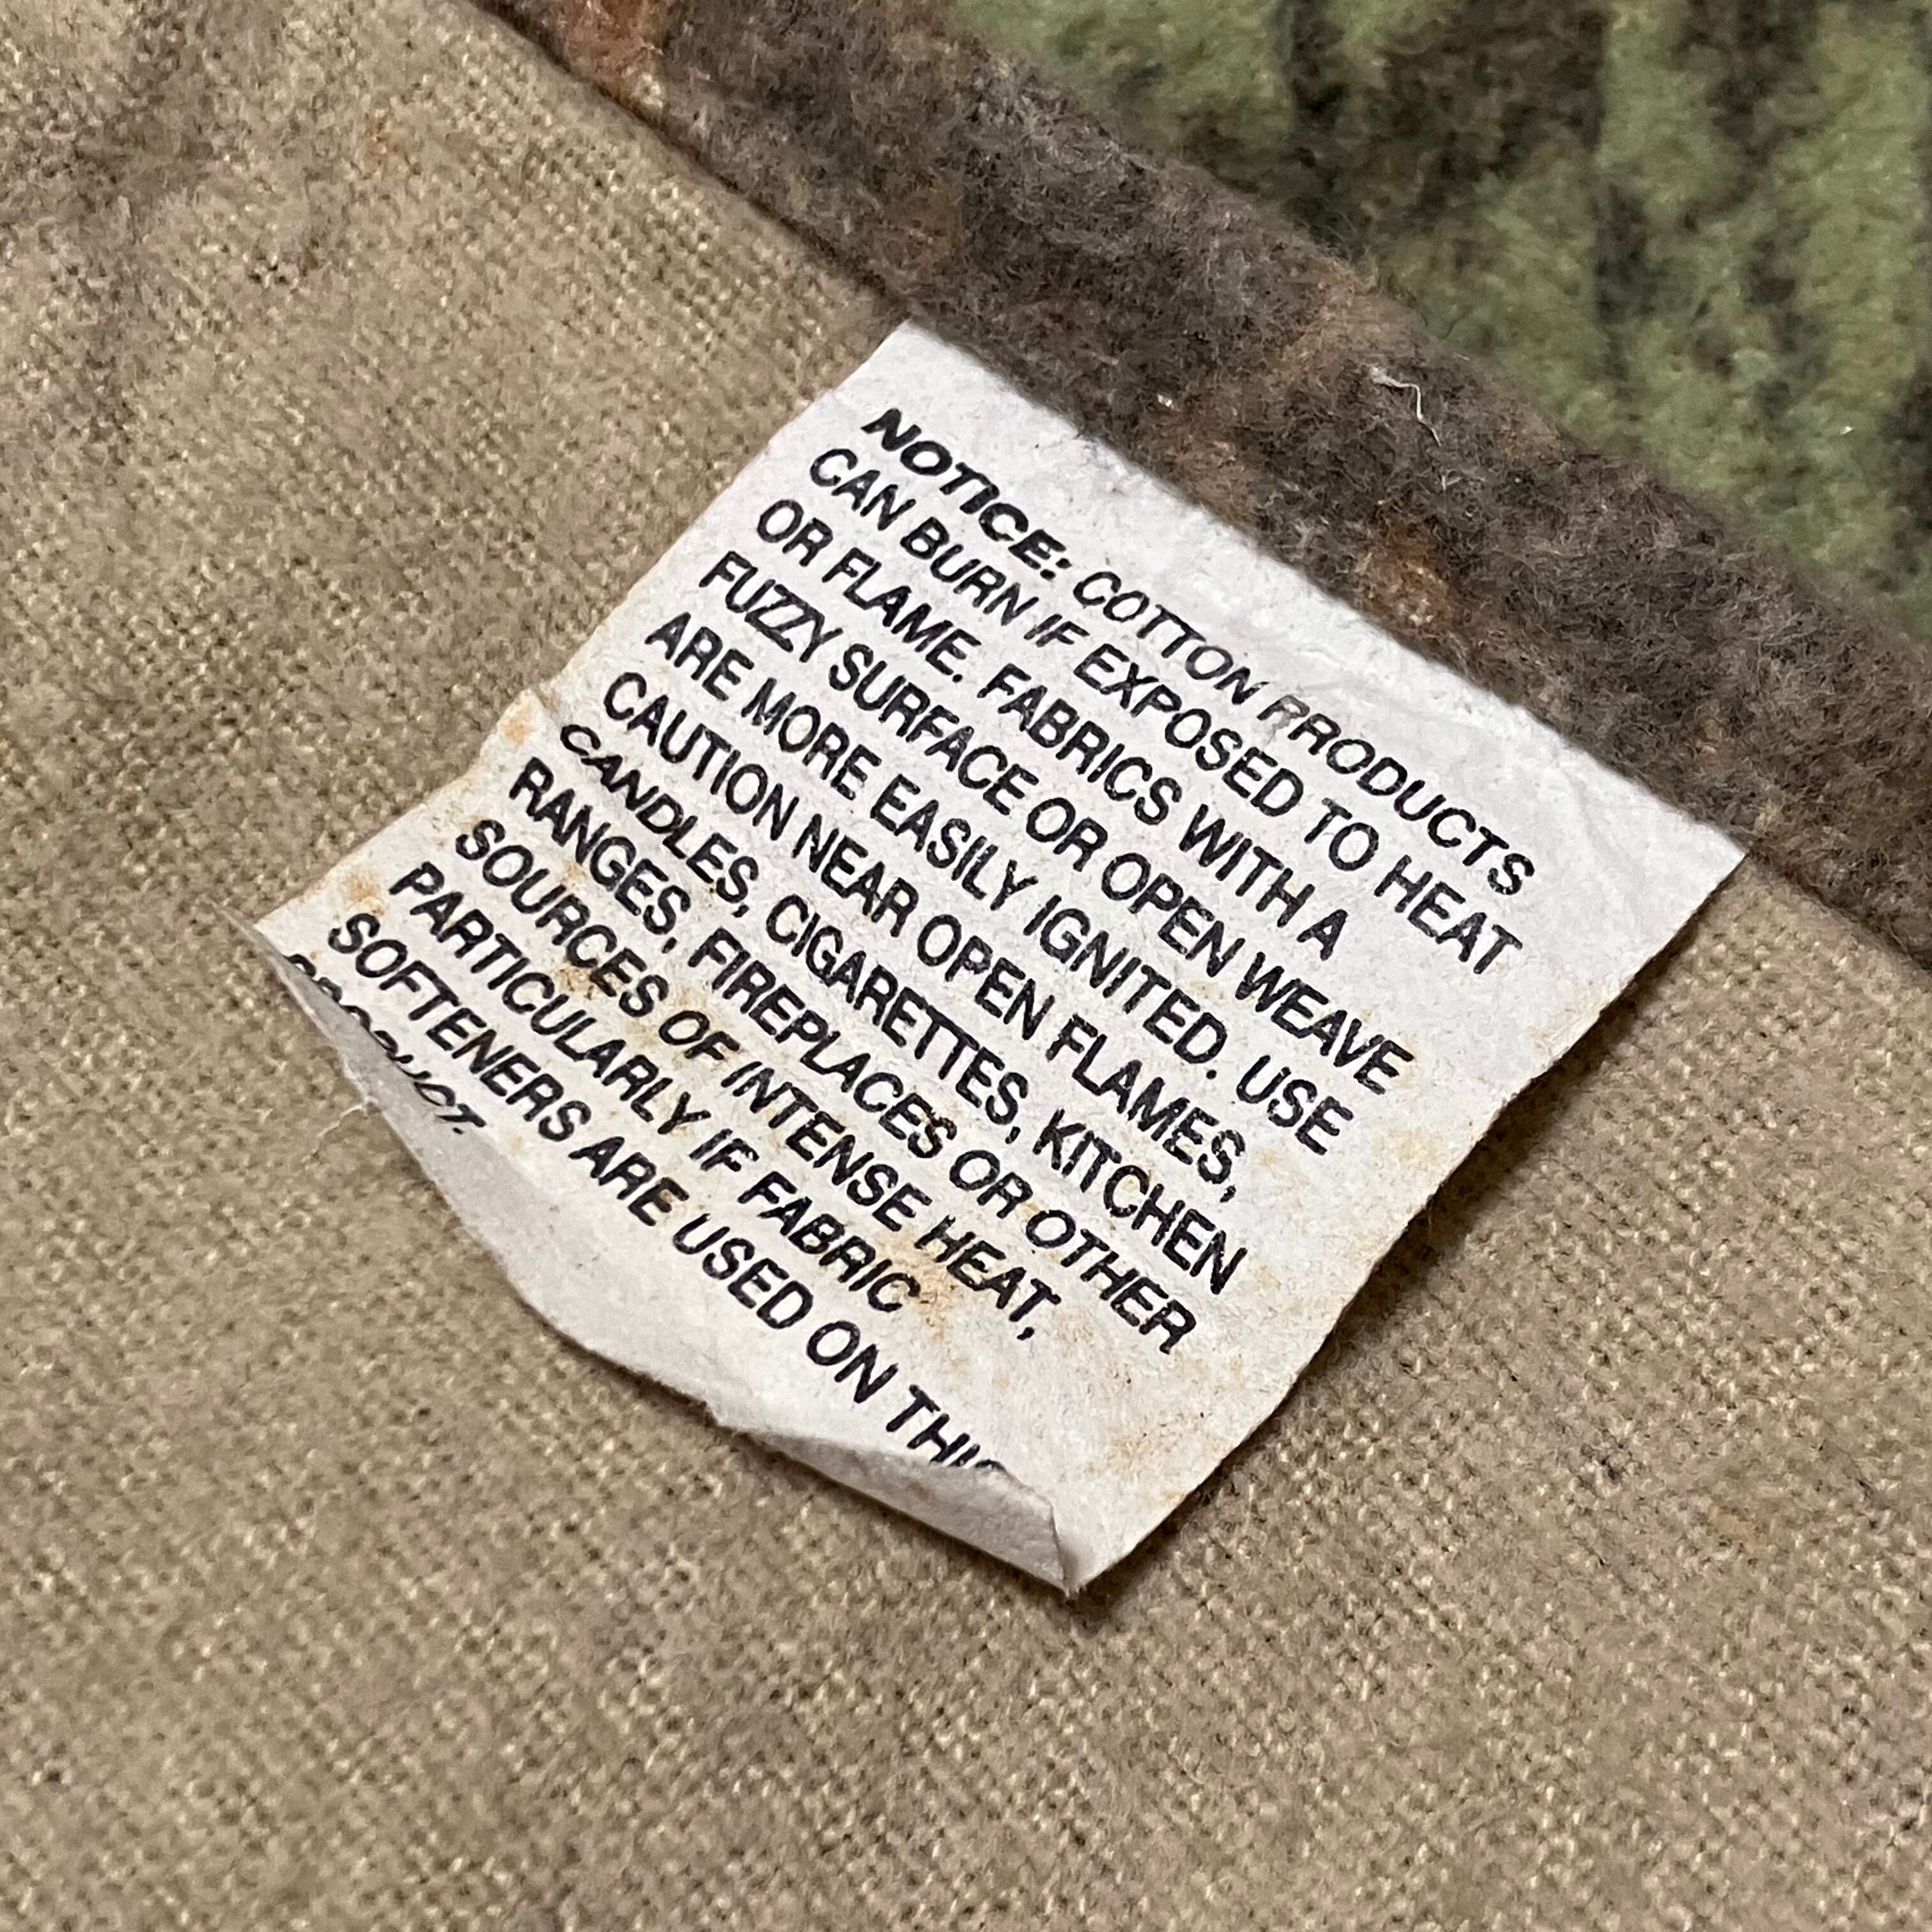 NOTICE: COTTON PRODUCTS
CAN BURN IF EXPOSED TO HEAT
OR FLAME. FABRICS WITH A
FUZZY SURFACE OR OPEN WEAVE
ARE MORE EASILY IGNITED. USE
CAUTION NEAR OPEN FLAMES,
CANDLES, CIGARETTES, KITCHEN
RANGES, FIREPLACES OR OTHER
SOURCES OF INTENSE HEAT,
PARTICULARLY IF FABRIC
SOFTENERS ARE USED ON THIS
PRODUCT.